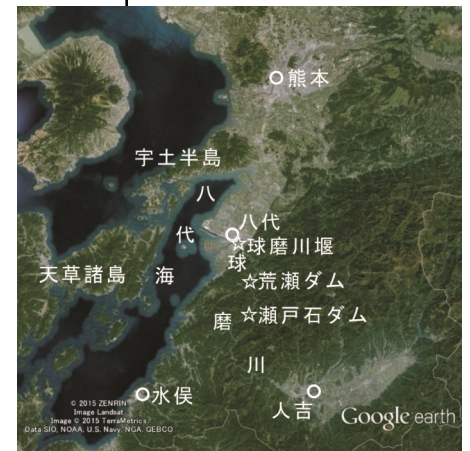 熊本
宇土半島
八代海
八代
球磨川堰
荒瀬ダム
天草諸島
瀬戸石ダム
球磨川
水俣
人吉
© 2015 ZENRIN
Image Landsat
Image © 2015 TerraMetrics
Data SIO, NOAA, U.S. Navy, NGA, GEBCO
Google earth